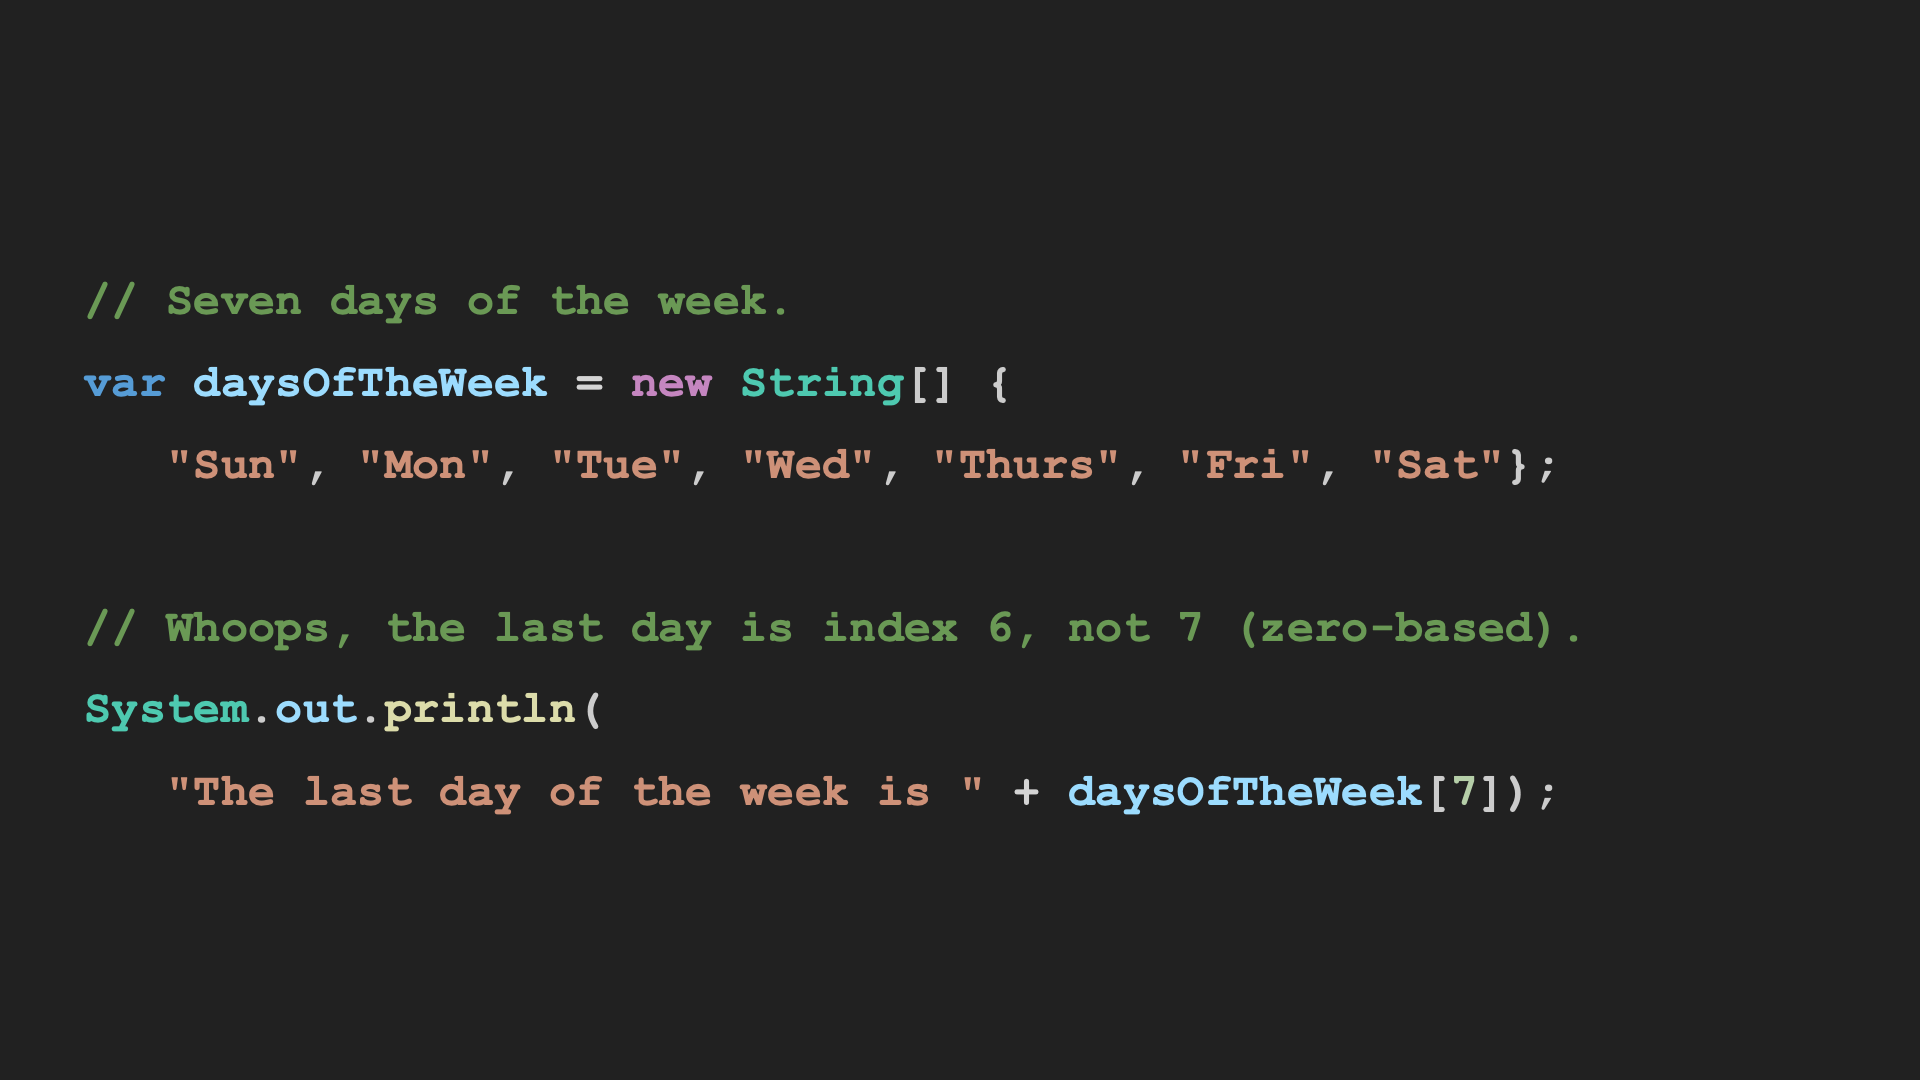 // Seven days of the week.
var daysOfTheWeek = new String[] {
   "Sun", "Mon", "Tue", "Wed", "Thurs", "Fri", "Sat"};
// Whoops, the last day is index 6, not 7 (zero-based).
System.out.println(
   "The last day of the week is " + daysOfTheWeek[7]);